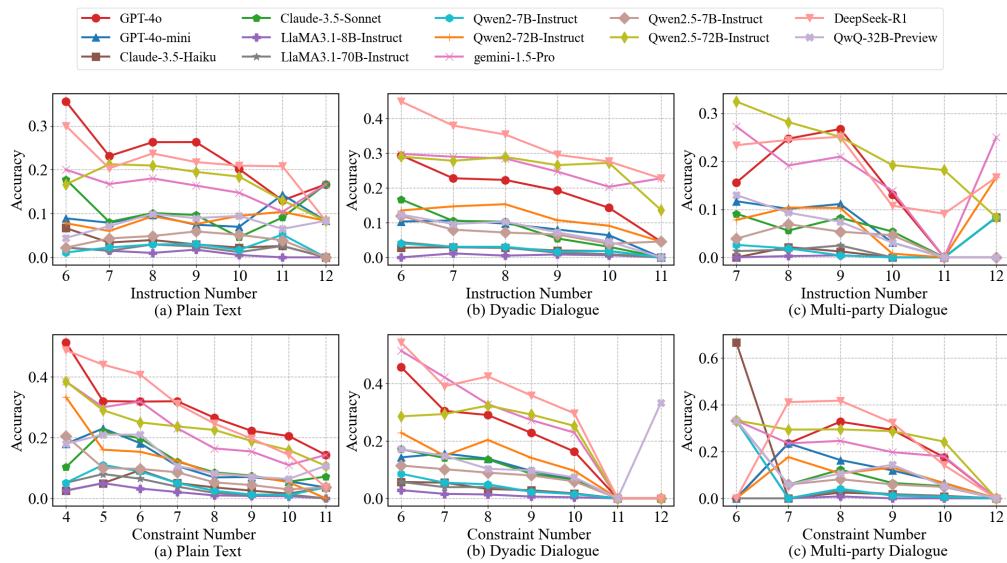 GPT-4o Claude-3.5-Sonnet Qwen2-7B-Instruct Qwen2.5-7B-Instruct DeepSeek-R1
GPT-4o-mini LlaMA3.1-8B-Instruct Qwen2-72B-Instruct Qwen2.5-72B-Instruct QwQ-32B-Preview
Claude-3.5-Haiku LlaMA3.1-70B-Instruct gemini-1.5-Pro
Accuracy
0.3
0.2
0.1
0.0
6 7 8 9 10 11 12
Instruction Number
(a) Plain Text
Accuracy
0.4
0.3
0.2
0.1
0.0
6 7 8 9 10 11 12
Instruction Number
(b) Dyadic Dialogue
Accuracy
0.3
0.2
0.1
0.0
7 8 9 10 11 12
Instruction Number
(c) Multi-party Dialogue
Accuracy
0.4
0.2
0.0
4 5 6 7 8 9 10 11
Constraint Number
(a) Plain Text
Accuracy
0.4
0.2
0.0
6 7 8 9 10 11 12
Constraint Number
(b) Dyadic Dialogue
Accuracy
0.6
0.4
0.2
0.0
6 7 8 9 10 11 12
Constraint Number
(c) Multi-party Dialogue